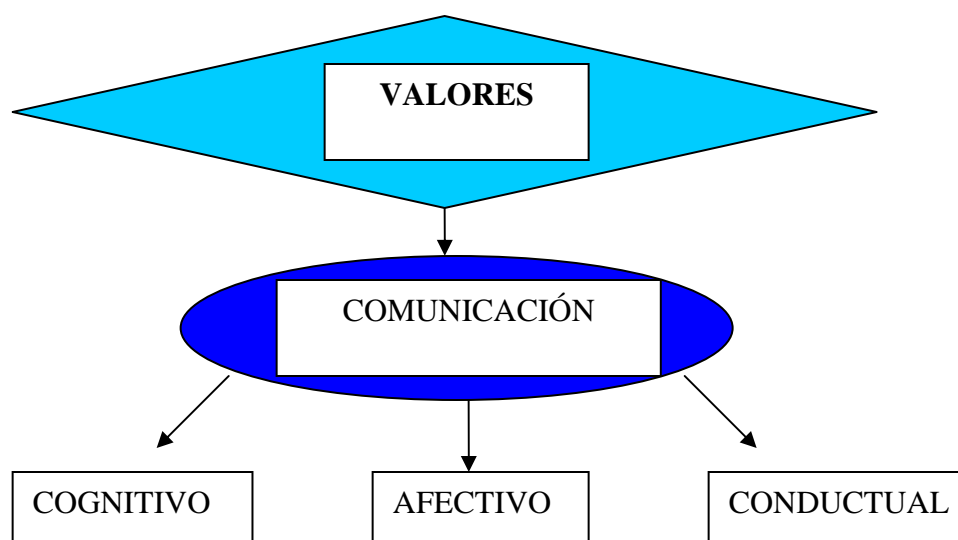 VALORES
COMUNICACIÓN
COGNITIVO
AFECTIVO
CONDUCTUAL